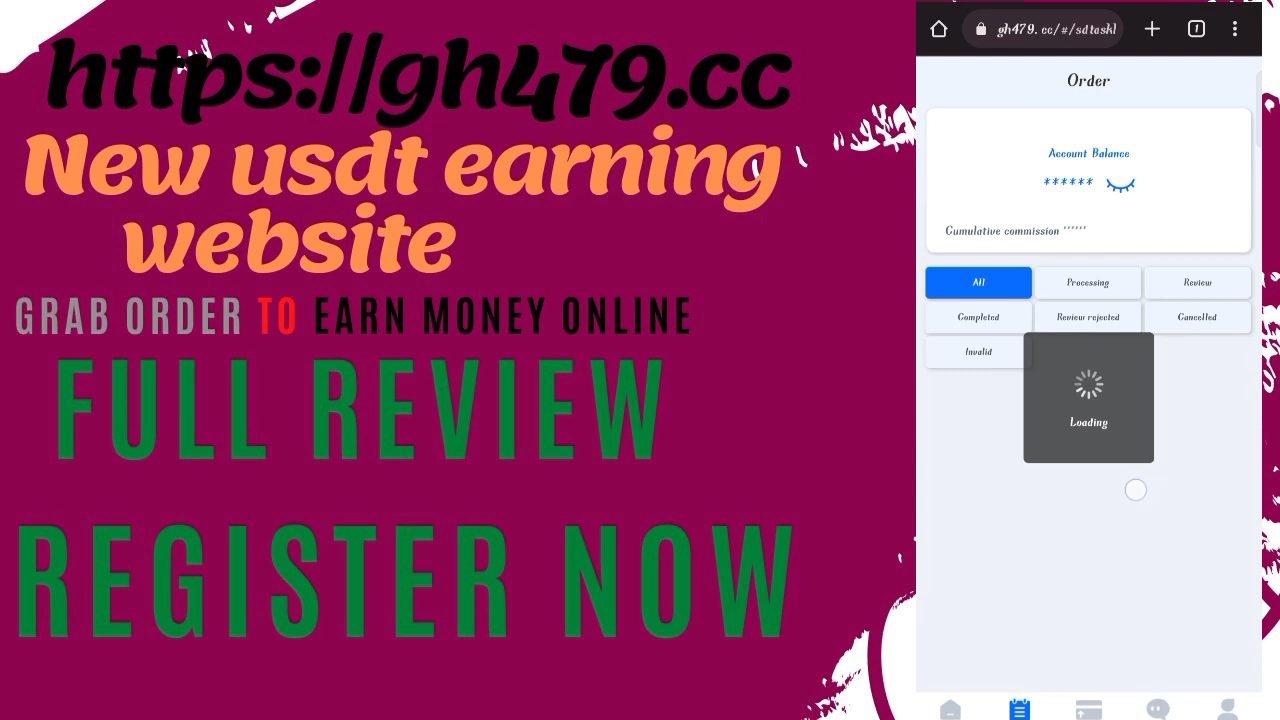 https://gh479.cc
New usdt earning
website
GRAB ORDER TO EARN MONEY ONLINE
FULL REVIEW
REGISTER NOW
gh479.cc/#/sdtaskl
1
Order
Account Balance
******
Cumulative commission ******
All
Processing
Review
Completed
Review rejected
Cancelled
Invalid
Loading